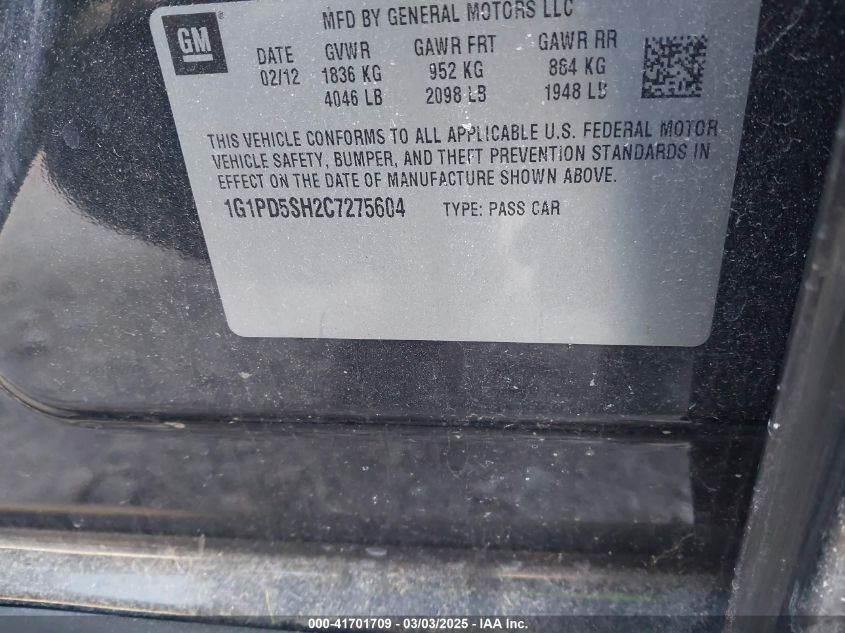 MFD BY GENERAL MOTORS LLC
GM
DATE GVWR GAWR FRT GAWR RR
02/12 1836 KG 952 KG 884 KG
4046 LB 2098 LB 1948 LB
THIS VEHICLE CONFORMS TO ALL APPLICABLE U.S. FEDERAL MOTOR
VEHICLE SAFETY, BUMPER, AND THEFT PREVENTION STANDARDS IN
EFFECT ON THE DATE OF MANUFACTURE SHOWN ABOVE.
1G1PD5SH2C7275604 TYPE: PASS CAR
000-41701709 - 03/03/2025 - IAA Inc.